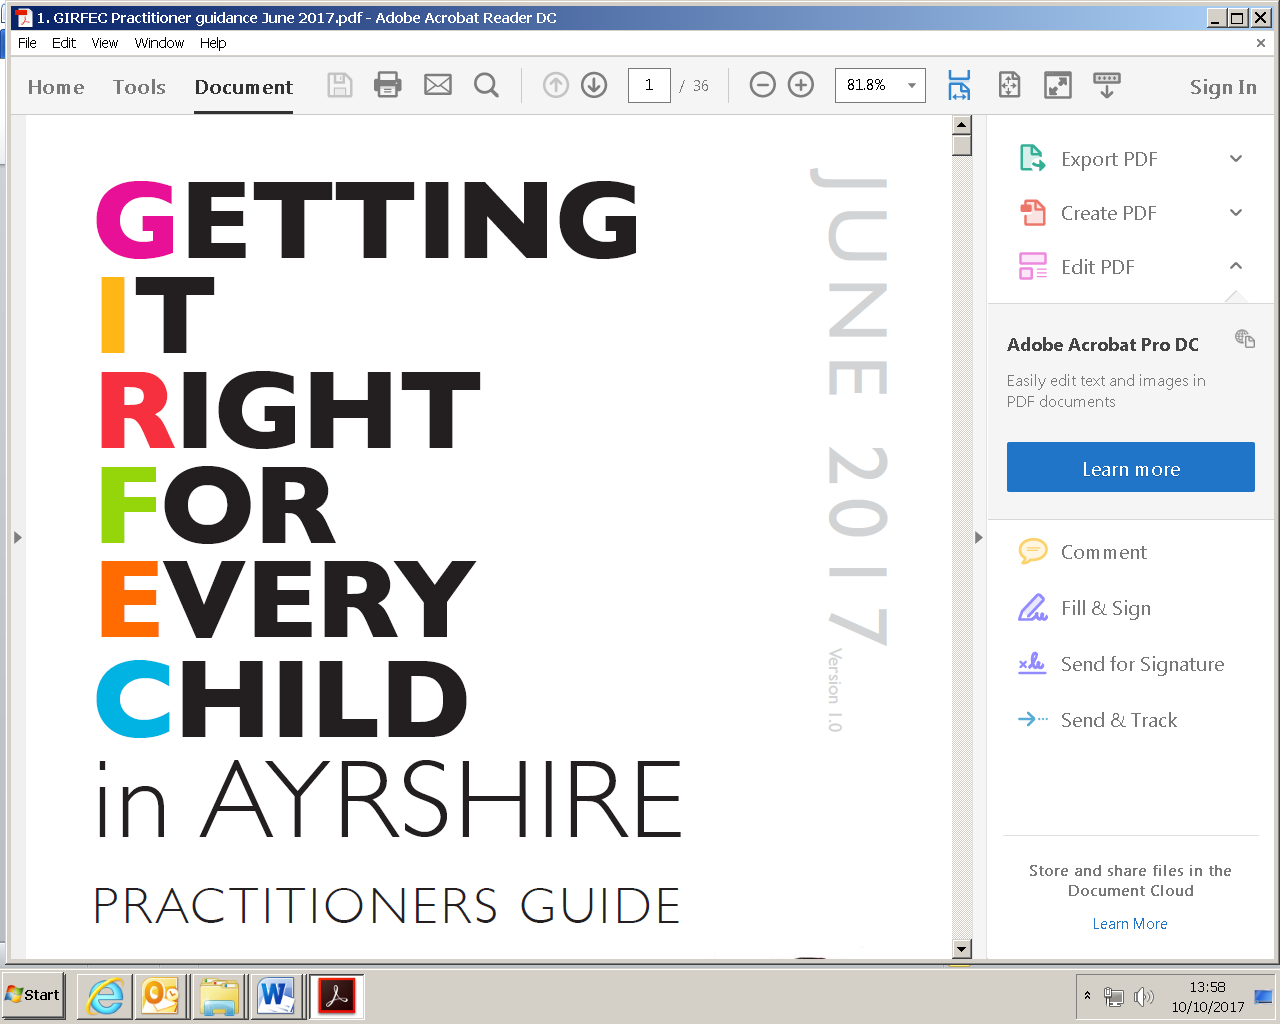 1. GIRFEC Practitioner guidance June 2017.pdf - Adobe Acrobat Reader DC
File Edit View Window Help
Home Tools Document 1 / 36 81.8% Sign In
GETTING
IT
RIGHT
FOR
EVERY
CHILD
in AYRSHIRE
PRACTITIONERS GUIDE
JUNE 2017
Version 1.0
Export PDF
Create PDF
Edit PDF
Adobe Acrobat Pro DC
Easily edit text and images in
PDF documents
Learn more
Comment
Fill & Sign
Send for Signature
Send & Track
Store and share files in the
Document Cloud
Learn More
Start
13:58
10/10/2017